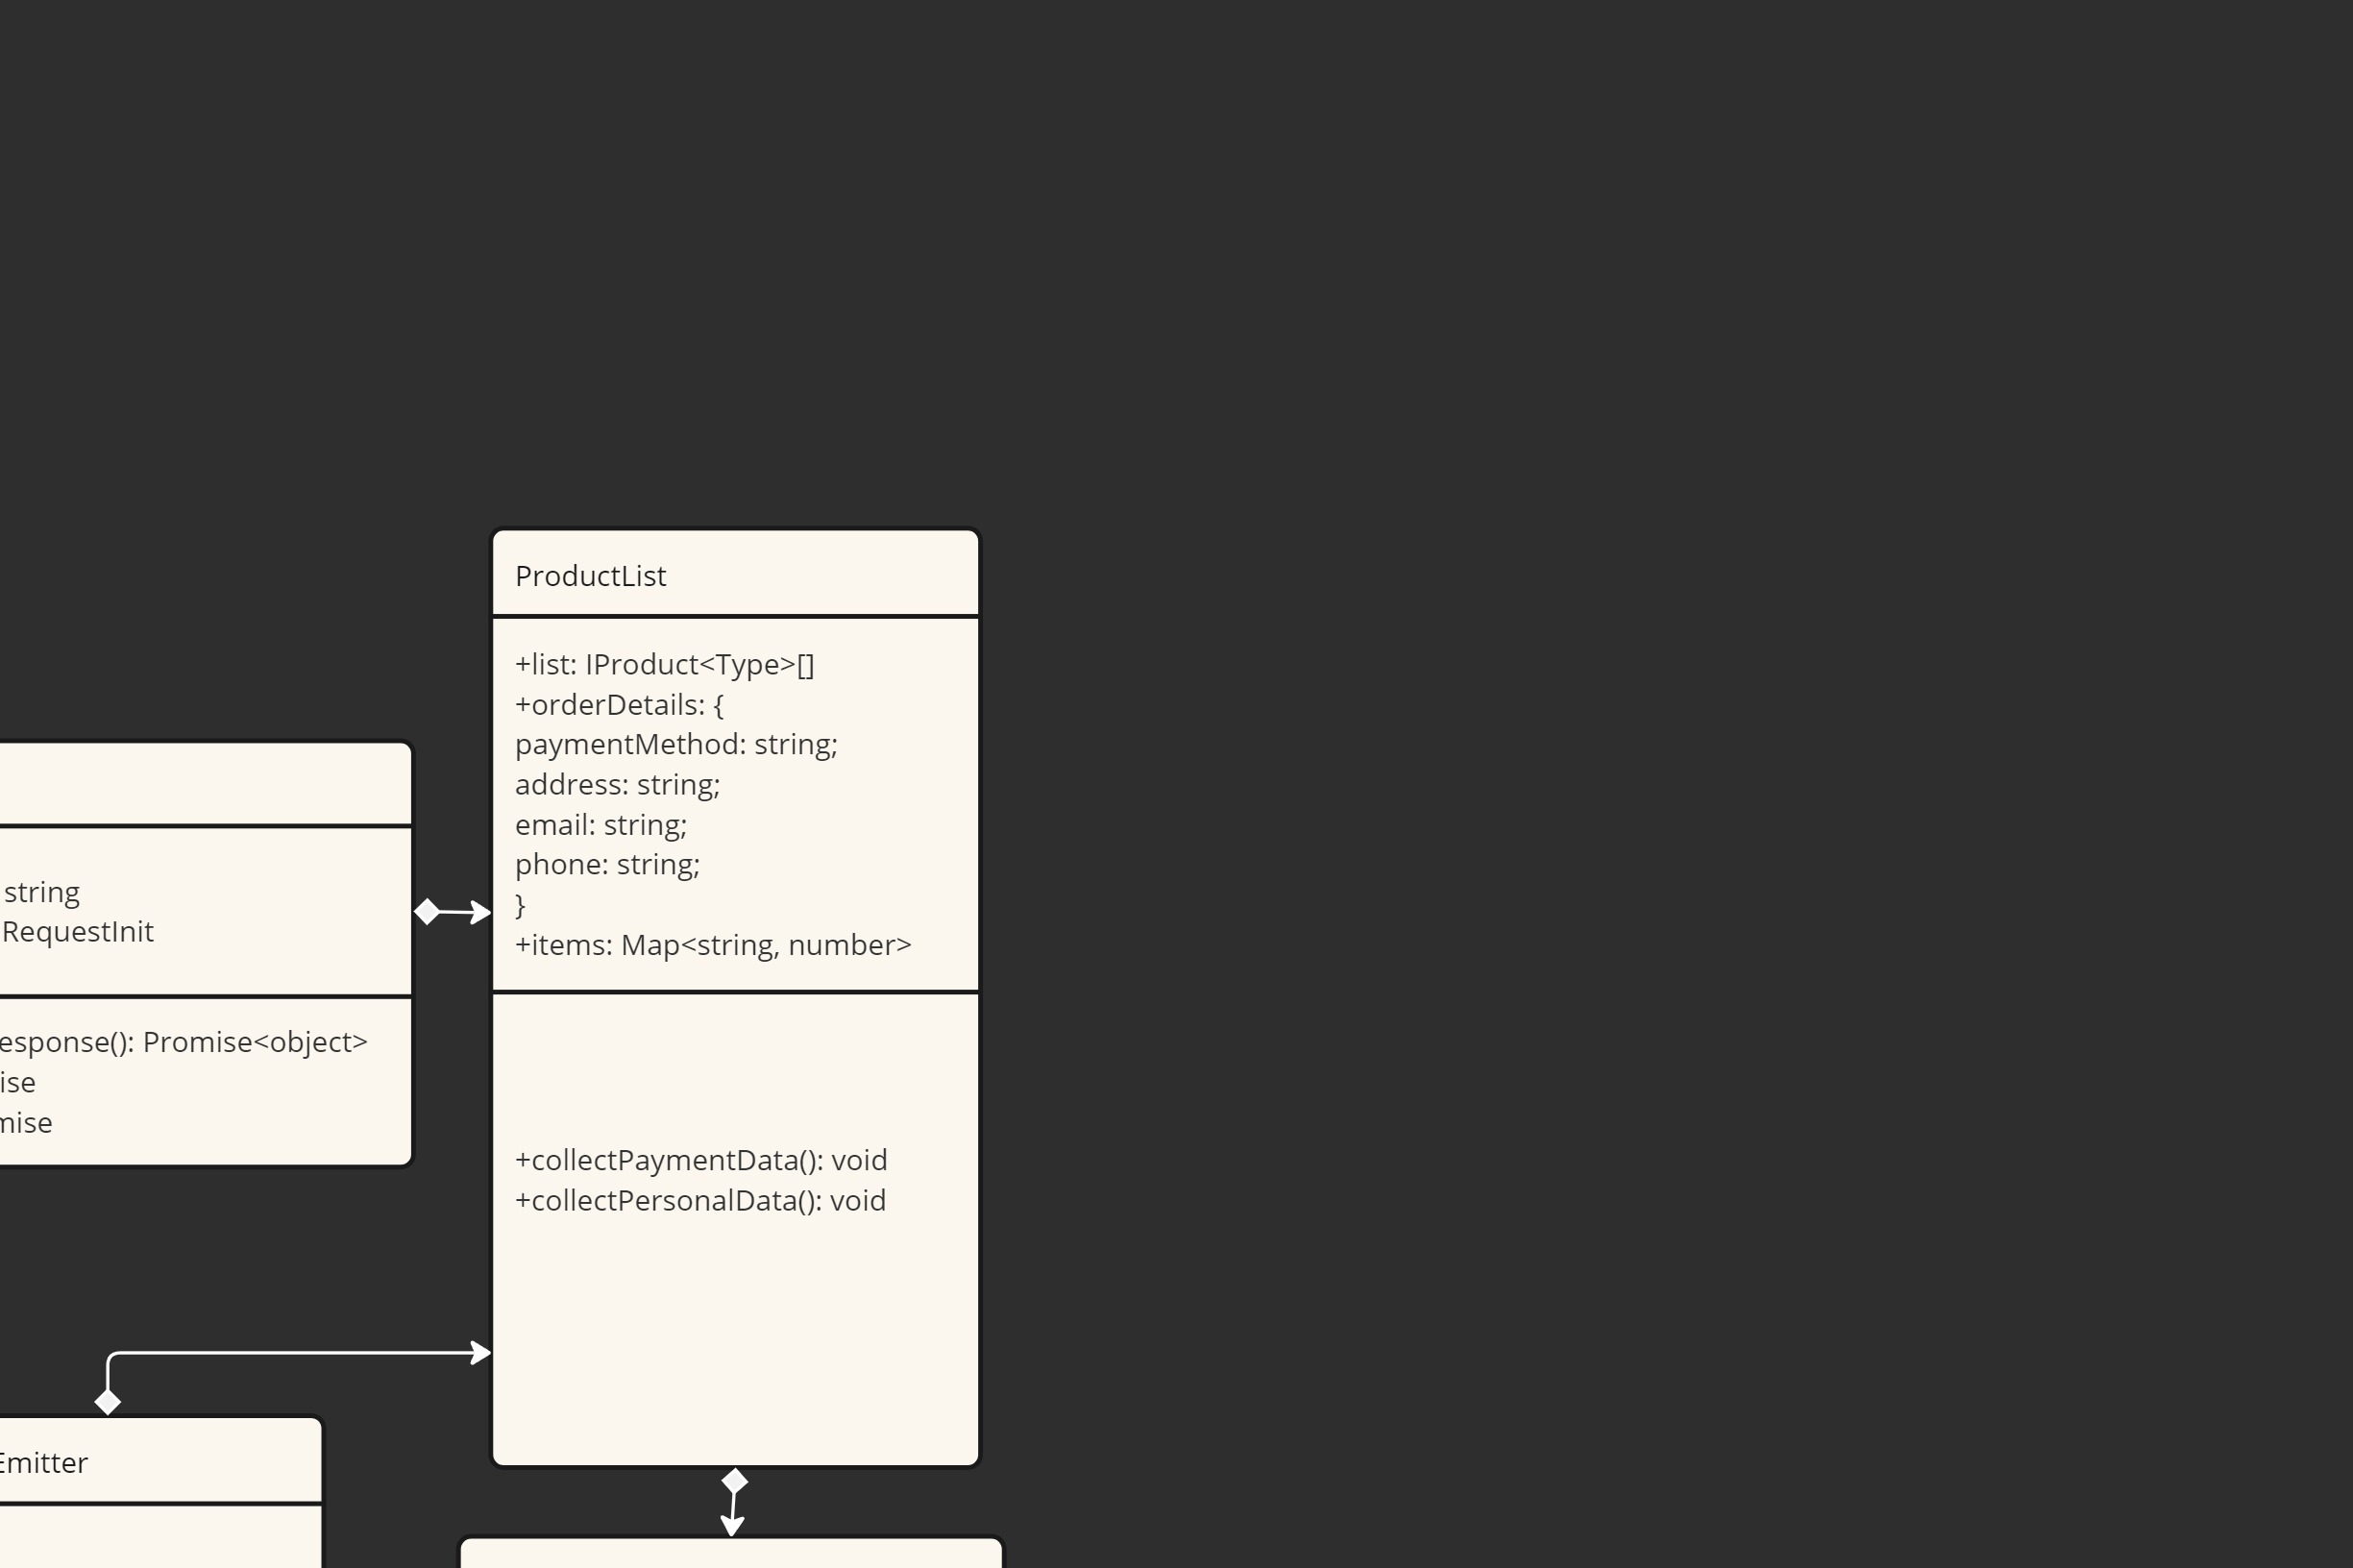 ProductList
+list: IProduct<Type>[]
+orderDetails: {
paymentMethod: string;
address: string;
email: string;
phone: string;
}
+items: Map<string, number>
+collectPaymentData(): void
+collectPersonalData(): void
string
RequestInit
esponse(): Promise<object>
ise
mise
Emitter